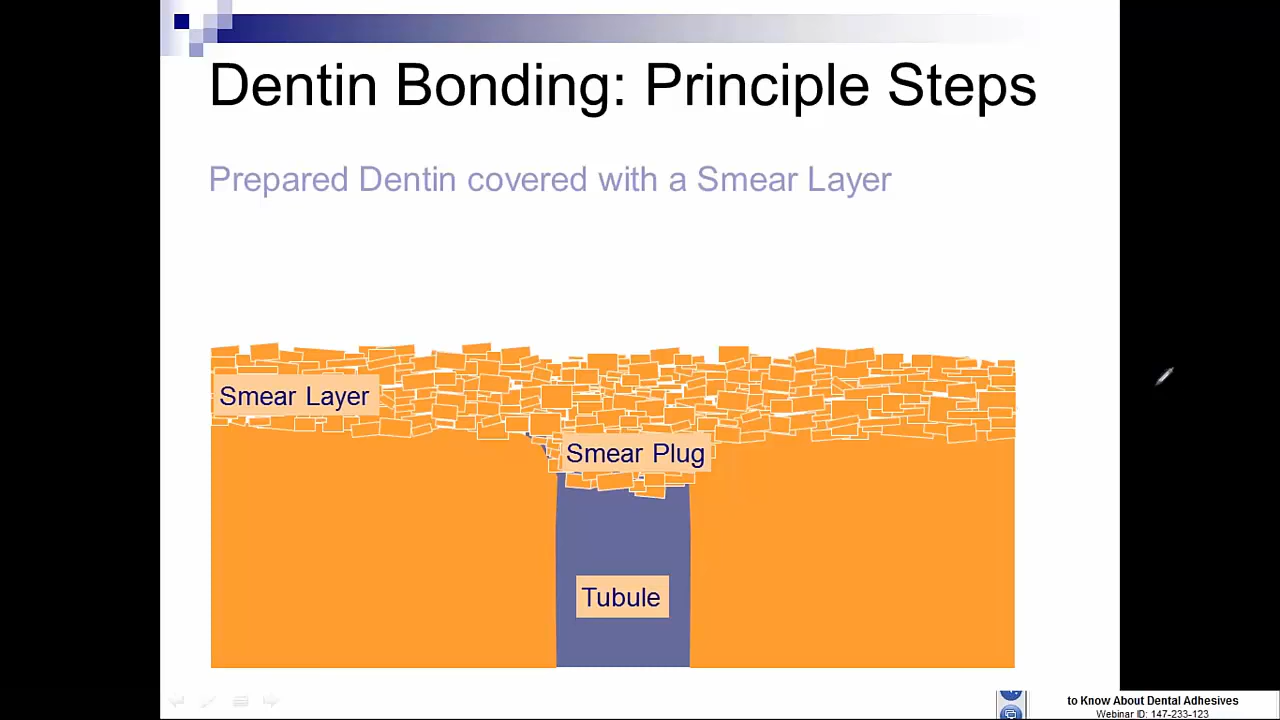 Dentin Bonding: Principle Steps
Prepared Dentin covered with a Smear Layer
Smear Layer
Smear Plug
Tubule
to Know About Dental Adhesives
Webinar ID: 147-233-123